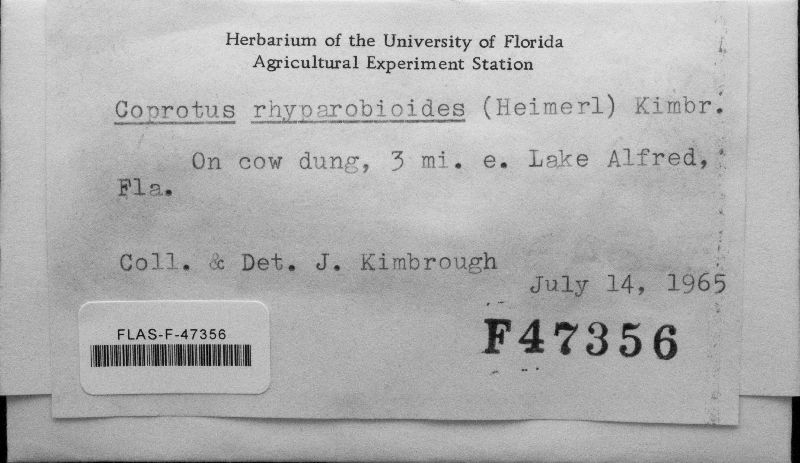 Herbarium of the University of Florida
Agricultural Experiment Station
Coprotus rhyparobioides (Heimerl) Kimbr.
On cow dung, 3 mi. e. Lake Alfred,
Fla.
Coll. & Det. J. Kimbrough
July 14, 1965
FLAS-F-47356
F47356